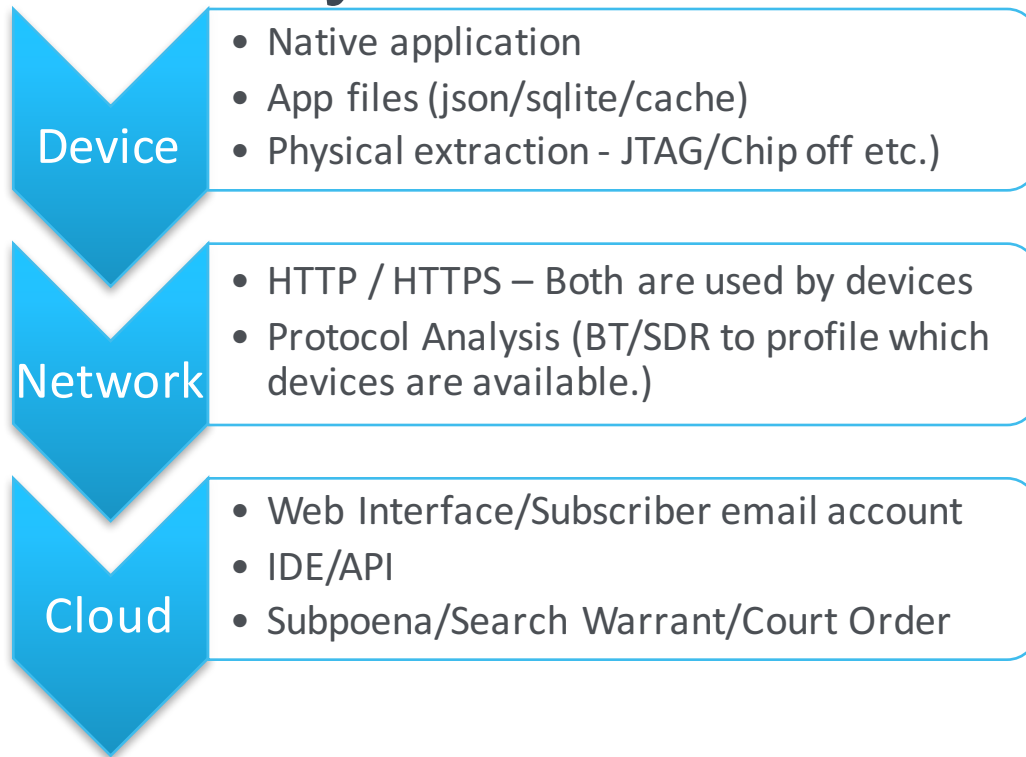 Device
• Native application
• App files (json/sqlite/cache)
• Physical extraction - JTAG/Chip off etc.)
Network
• HTTP / HTTPS – Both are used by devices
• Protocol Analysis (BT/SDR to profile which
devices are available.)
Cloud
• Web Interface/Subscriber email account
• IDE/API
• Subpoena/Search Warrant/Court Order